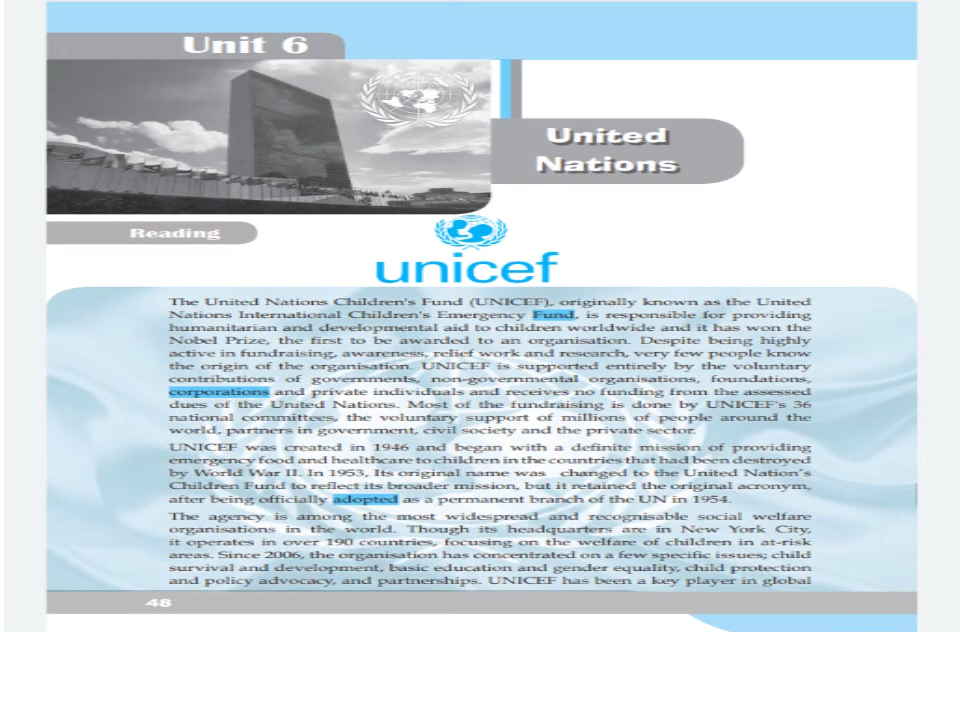 Unit 6
United
Nations
Reading
unicef
The United Nations Children's Fund (UNICEF), originally known as the United
Nations International Children's Emergency Fund, is responsible for providing
humanitarian and developmental aid to children worldwide and it has won the
Nobel Prize, the first to be awarded to an organisation. Despite being highly
active in fundraising, awareness, relief work and research, very few people know
the origin of the organisation. UNICEF is supported entirely by the voluntary
contributions of governments, non-governmental organisations, foundations,
corporations and private individuals and receives no funding from the assessed
dues of the United Nations. Most of the fundraising is done by UNICEF's 36
national committees, the voluntary support of millions of people around the
world, partners in government, civil society and the private sector.
UNICEF was created in 1946 and began with a definite mission of providing
emergency food and healthcare to children in the countries that had been destroyed
by World War II. In 1953, Its original name was changed to the United Nation's
Children Fund to reflect its broader mission, but it retained the original acronym,
after being officially adopted as a permanent branch of the UN in 1954.
The agency is among the most widespread and recognisable social welfare
organisations in the world. Though its headquarters are in New York City,
it operates in over 190 countries, focusing on the welfare of children in at-risk
areas. Since 2006, the organisation has concentrated on a few specific issues; child
survival and development, basic education and gender equality, child protection
and policy advocacy, and partnerships. UNICEF has been a key player in global
48